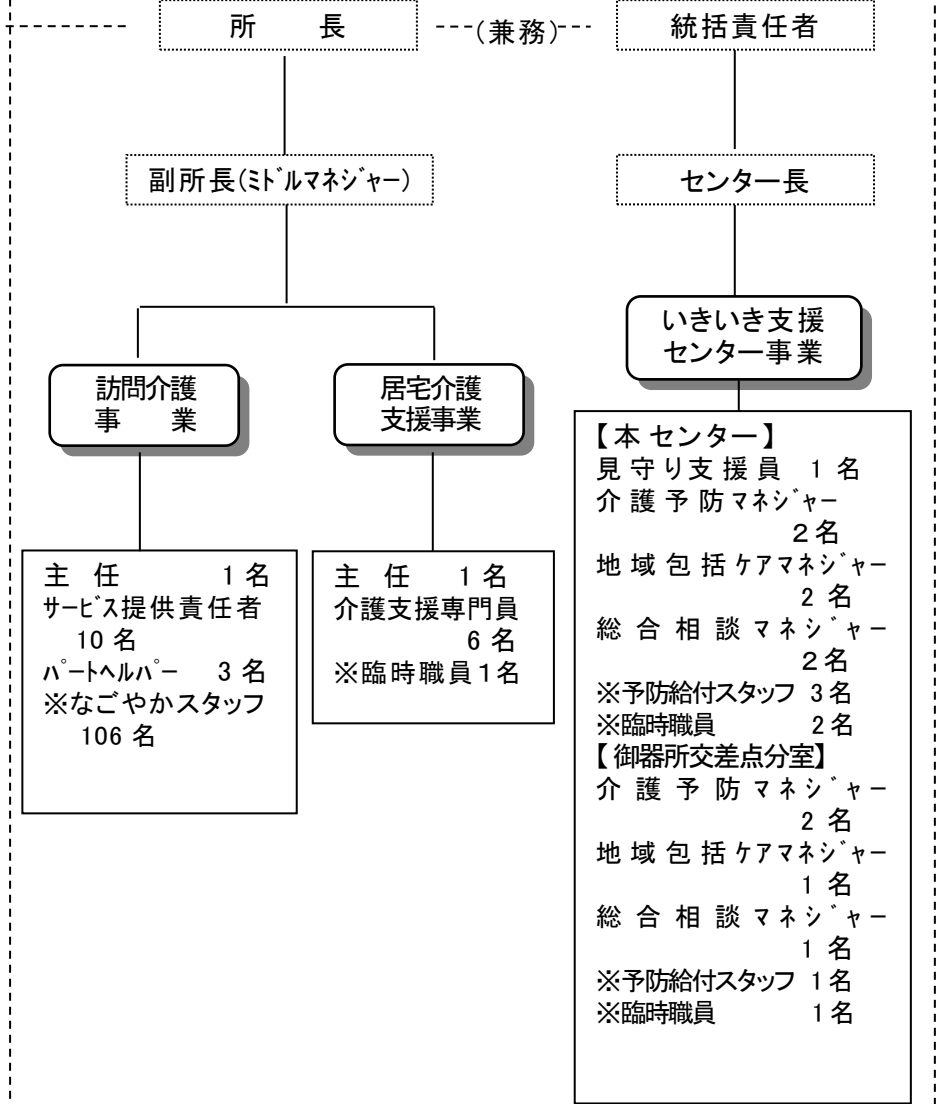 所　長
(兼務)
統括責任者
副所長(ﾐﾄﾞﾙﾏﾈｼﾞｬｰ)
センター長
訪問介護
事　業
居宅介護
支援事業
いきいき支援
センター事業
主 任　1 名
ｻｰﾋﾞｽ提供責任者
10 名
ﾊﾟｰﾄﾍﾙﾊﾟｰ　3 名
※なごやかスタッフ
106 名
主 任　1 名
介護支援専門員
6 名
※臨時職員1名
【本センター】
見守り支援員　1 名
介護予防ﾏﾈｼﾞｬｰ
2名
地域包括ｹｱﾏﾈｼﾞｬｰ
2 名
総合相談ﾏﾈｼﾞｬｰ
2名
※予防給付スタッフ 3名
※臨時職員　2名
【御器所交差点分室】
介護予防ﾏﾈｼﾞｬｰ
2 名
地域包括ｹｱﾏﾈｼﾞｬｰ
1 名
総合相談ﾏﾈｼﾞｬｰ
1 名
※予防給付スタッフ 1名
※臨時職員　1名